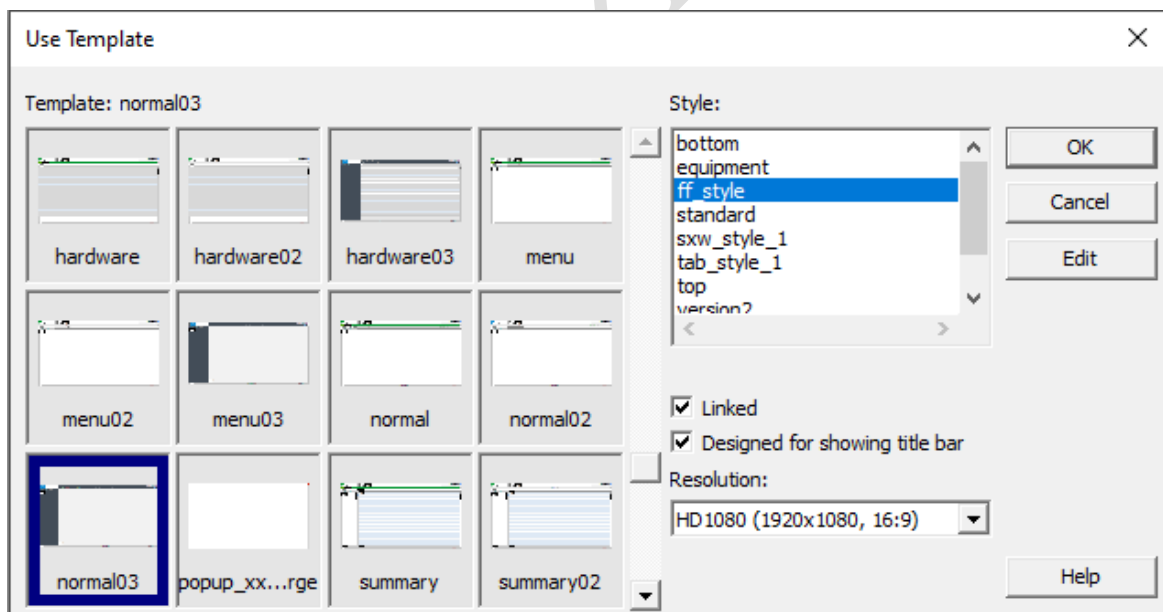 Use Template
Template: normal03
hardware
hardware02
hardware03
menu
menu02
menu03
normal
normal02
normal03
popup_xx...rge
summary
summary02
Style:
bottom
equipment
ff_style
standard
sxw_style_1
tab_style_1
top
version2
Linked
Designed for showing title bar
Resolution:
HD1080 (1920x1080, 16:9)
OK
Cancel
Edit
Help